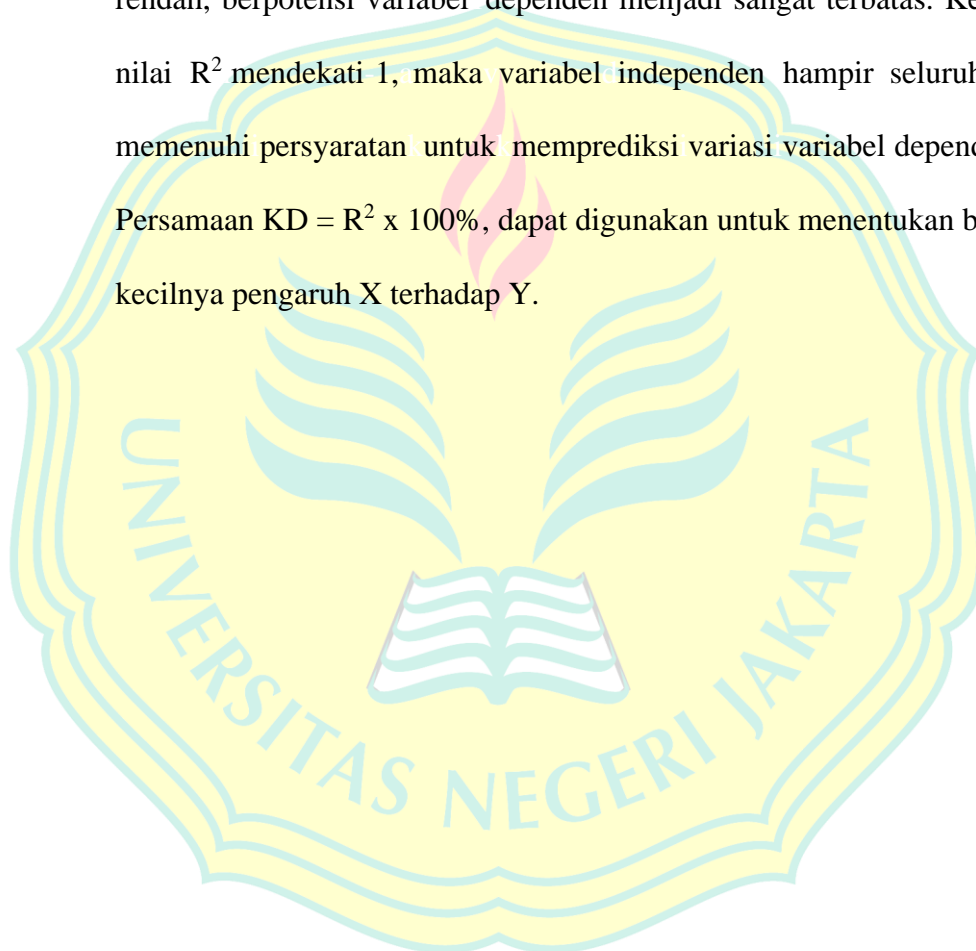 rendah, berpotensi variabel dependen menjadi sangat terbatas.
nilai R² mendekati 1, maka variabel independen hampir
memenuhi persyaratan untuk memprediksi variasi variabel
Persamaan KD = R² x 100%, dapat digunakan untuk menentukan
kecilnya pengaruh X terhadap Y.
UNIVERSITAS NEGERI JAKARTA